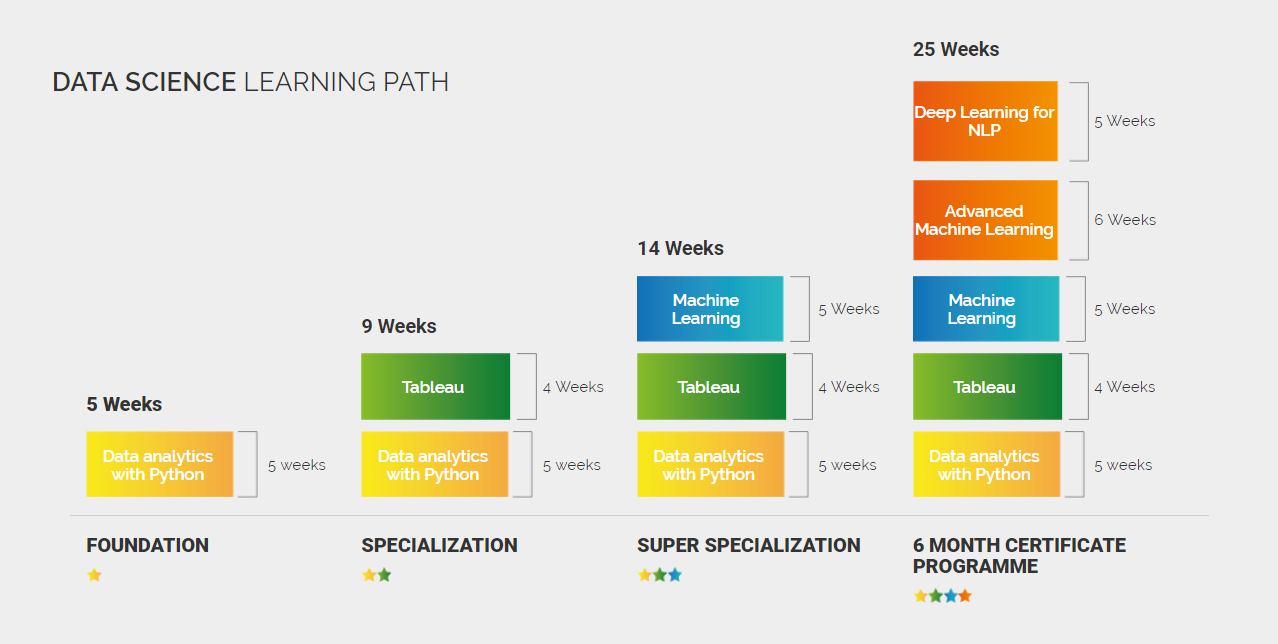 DATA SCIENCE LEARNING PATH
5 Weeks
Data analytics
with Python
5 weeks
FOUNDATION
9 Weeks
Tableau
4 Weeks
Data analytics
with Python
5 weeks
SPECIALIZATION
14 Weeks
Machine
Learning
5 Weeks
Tableau
4 Weeks
Data analytics
with Python
5 weeks
SUPER SPECIALIZATION
25 Weeks
Deep Learning for
NLP
5 Weeks
Advanced
Machine Learning
6 Weeks
Machine
Learning
5 Weeks
Tableau
4 Weeks
Data analytics
with Python
5 weeks
6 MONTH CERTIFICATE
PROGRAMME